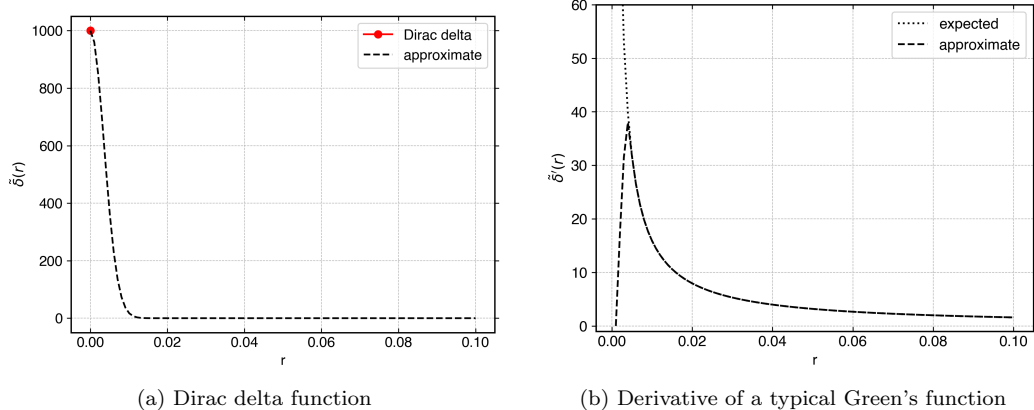 1000
800
600
400
200
0
δ̃(r)
0.00 0.02 0.04 0.06 0.08 0.10
r
Dirac delta
approximate
(a) Dirac delta function
60
50
40
30
20
10
0
δ̃'(r)
0.00 0.02 0.04 0.06 0.08 0.10
r
expected
approximate
(b) Derivative of a typical Green's function